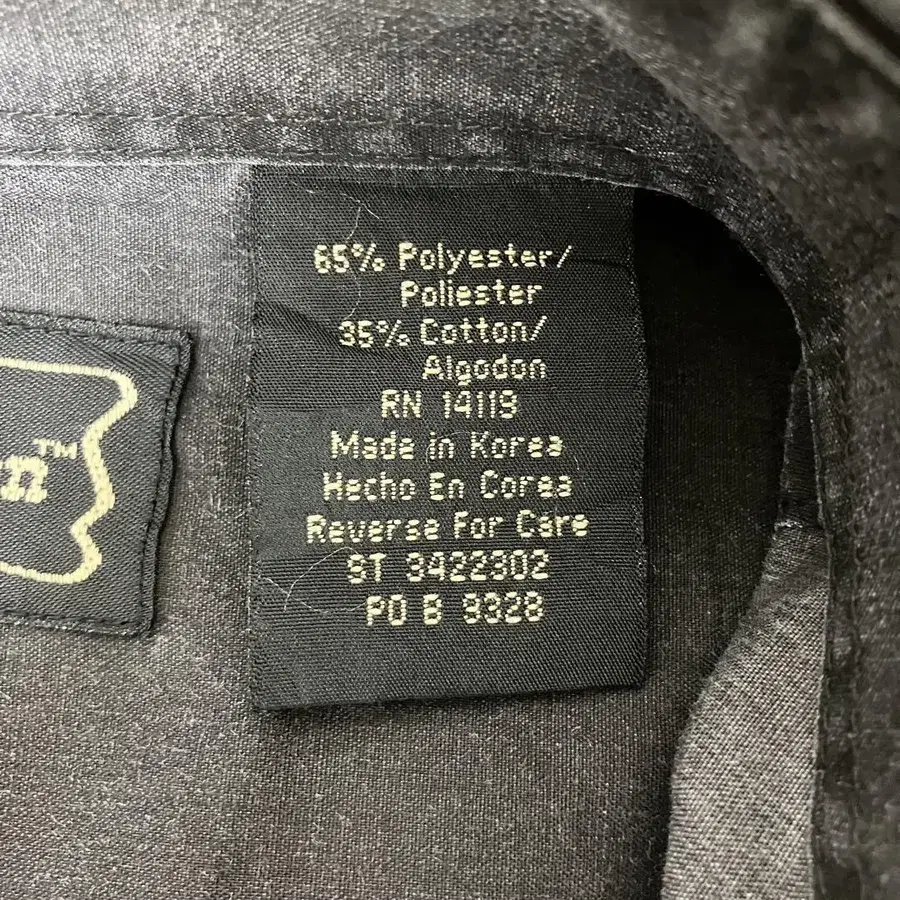 65% Polyester/
Poliester
35% Cotton/
Algodon
RN 14119
Made in Korea
Hecho En Corea
Reverse For Care
ST 3422302
PO B 9328
n™